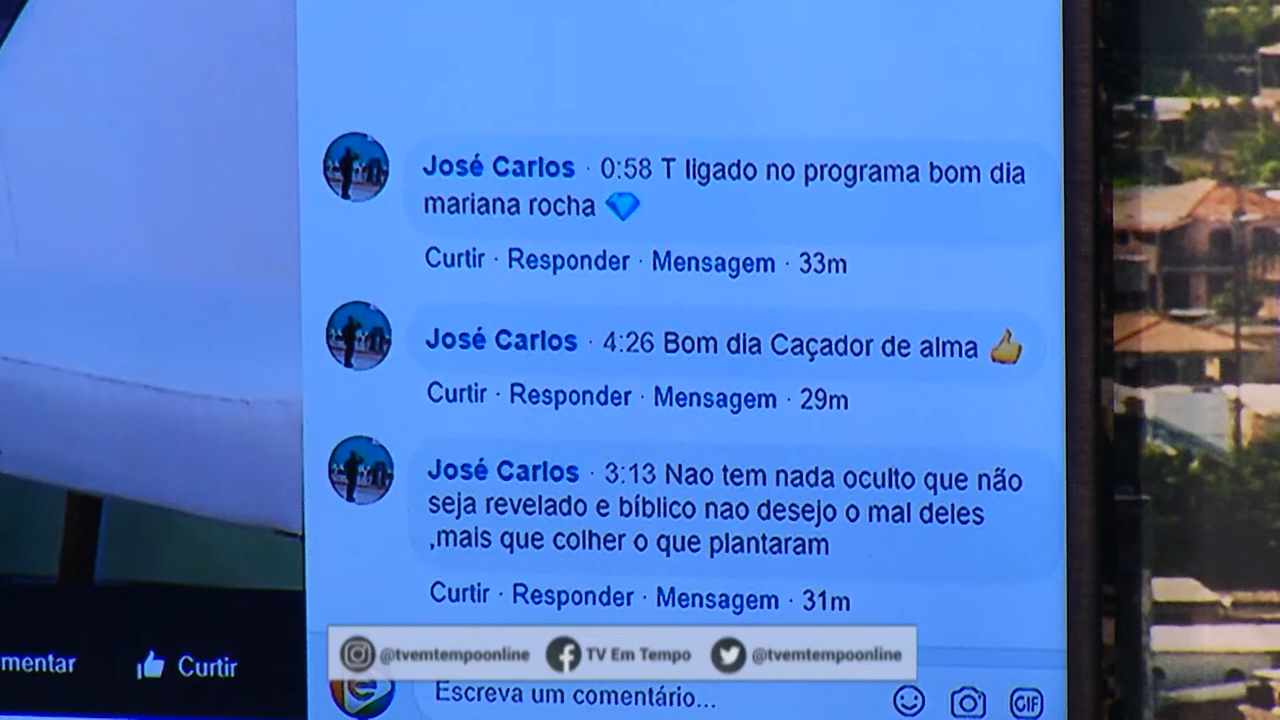 José Carlos · 0:58 T ligado no programa bom dia
mariana rocha
Curtir · Responder · Mensagem · 33m
José Carlos · 4:26 Bom dia Caçador de alma
Curtir · Responder · Mensagem · 29m
José Carlos · 3:13 Nao tem nada oculto que não
seja revelado e bíblico nao desejo o mal deles
,mais que colher o que plantaram
Curtir · Responder · Mensagem · 31m
mentar Curtir
@tvemtempoonline TV Em Tempo @tvemtempoonline
Escreva um comentário...
GIF